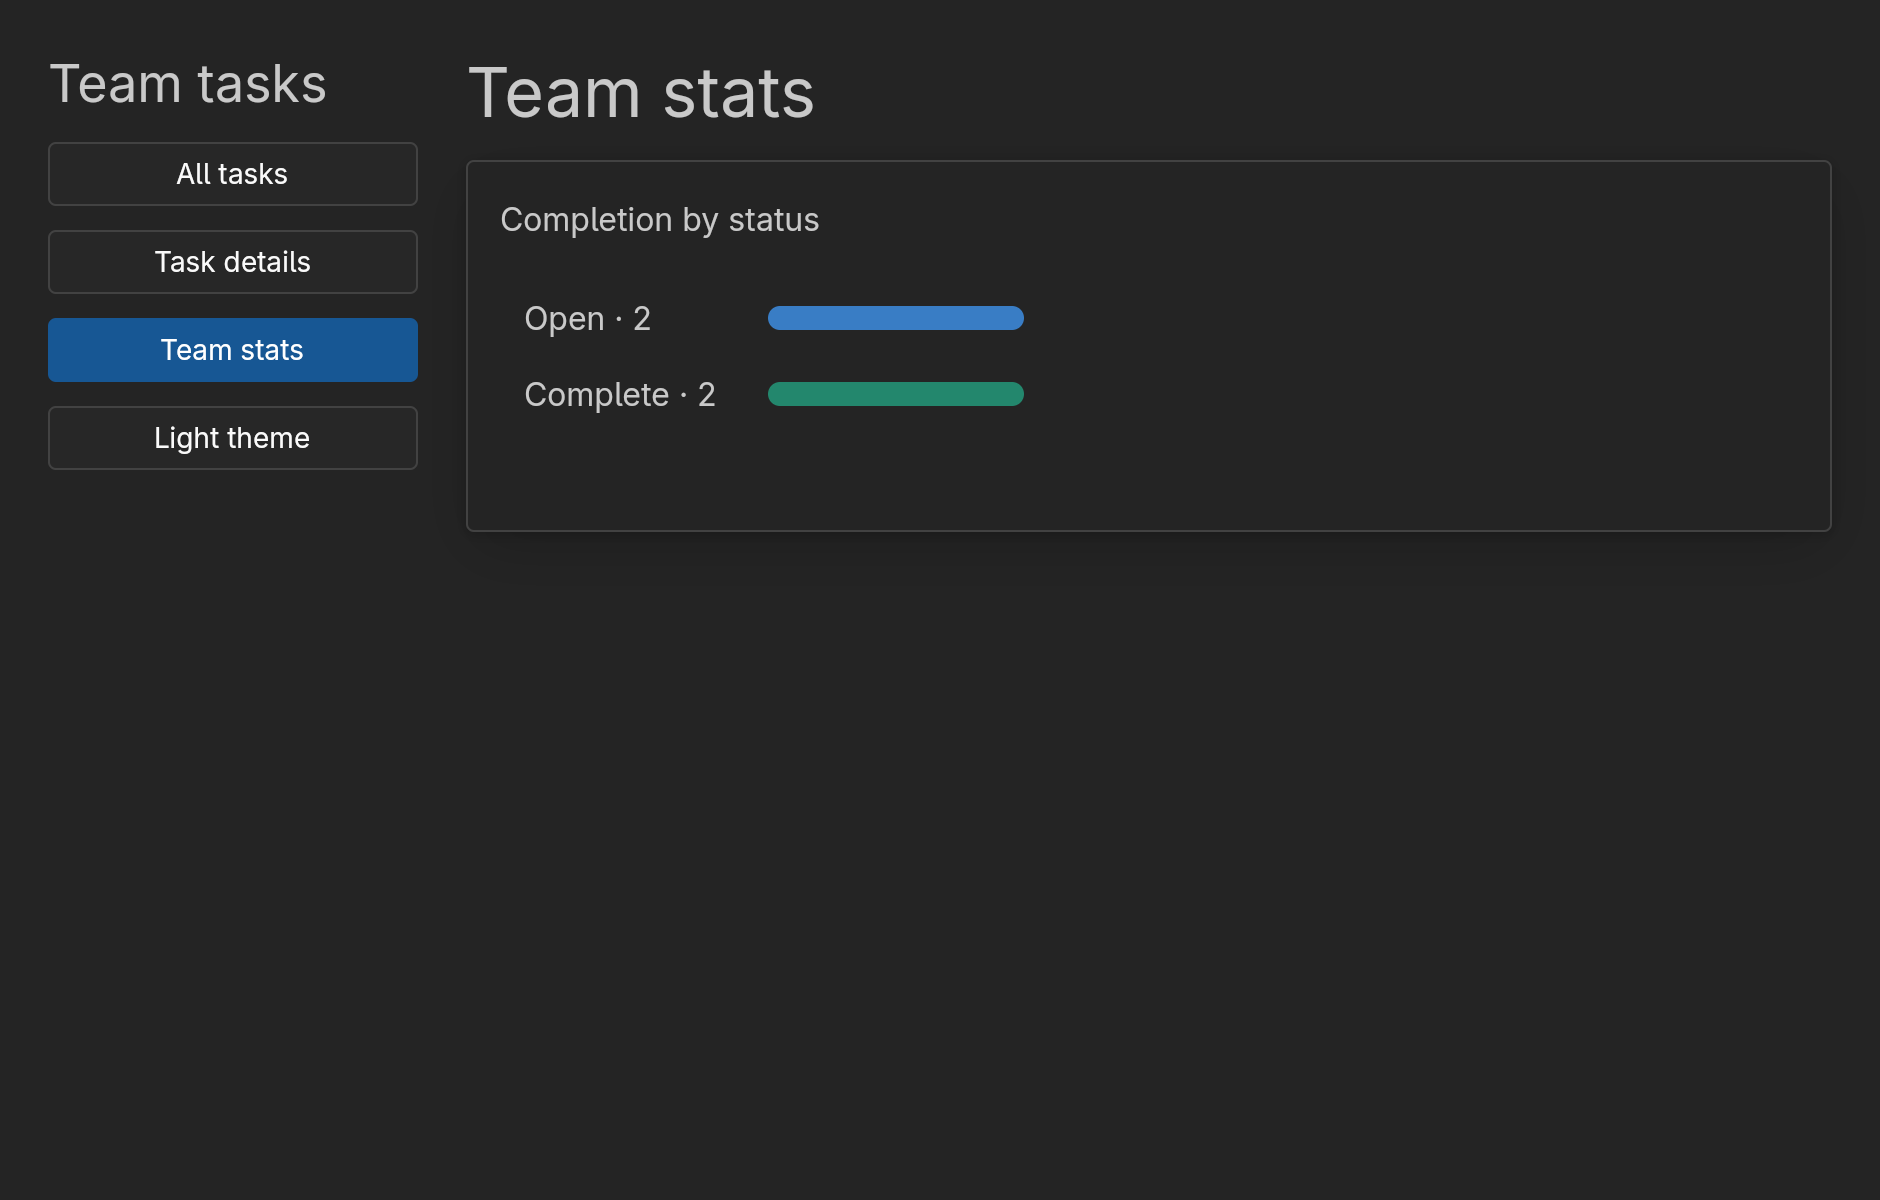 Team tasks
All tasks
Task details
Team stats
Light theme
Team stats
Completion by status
Open · 2
Complete · 2